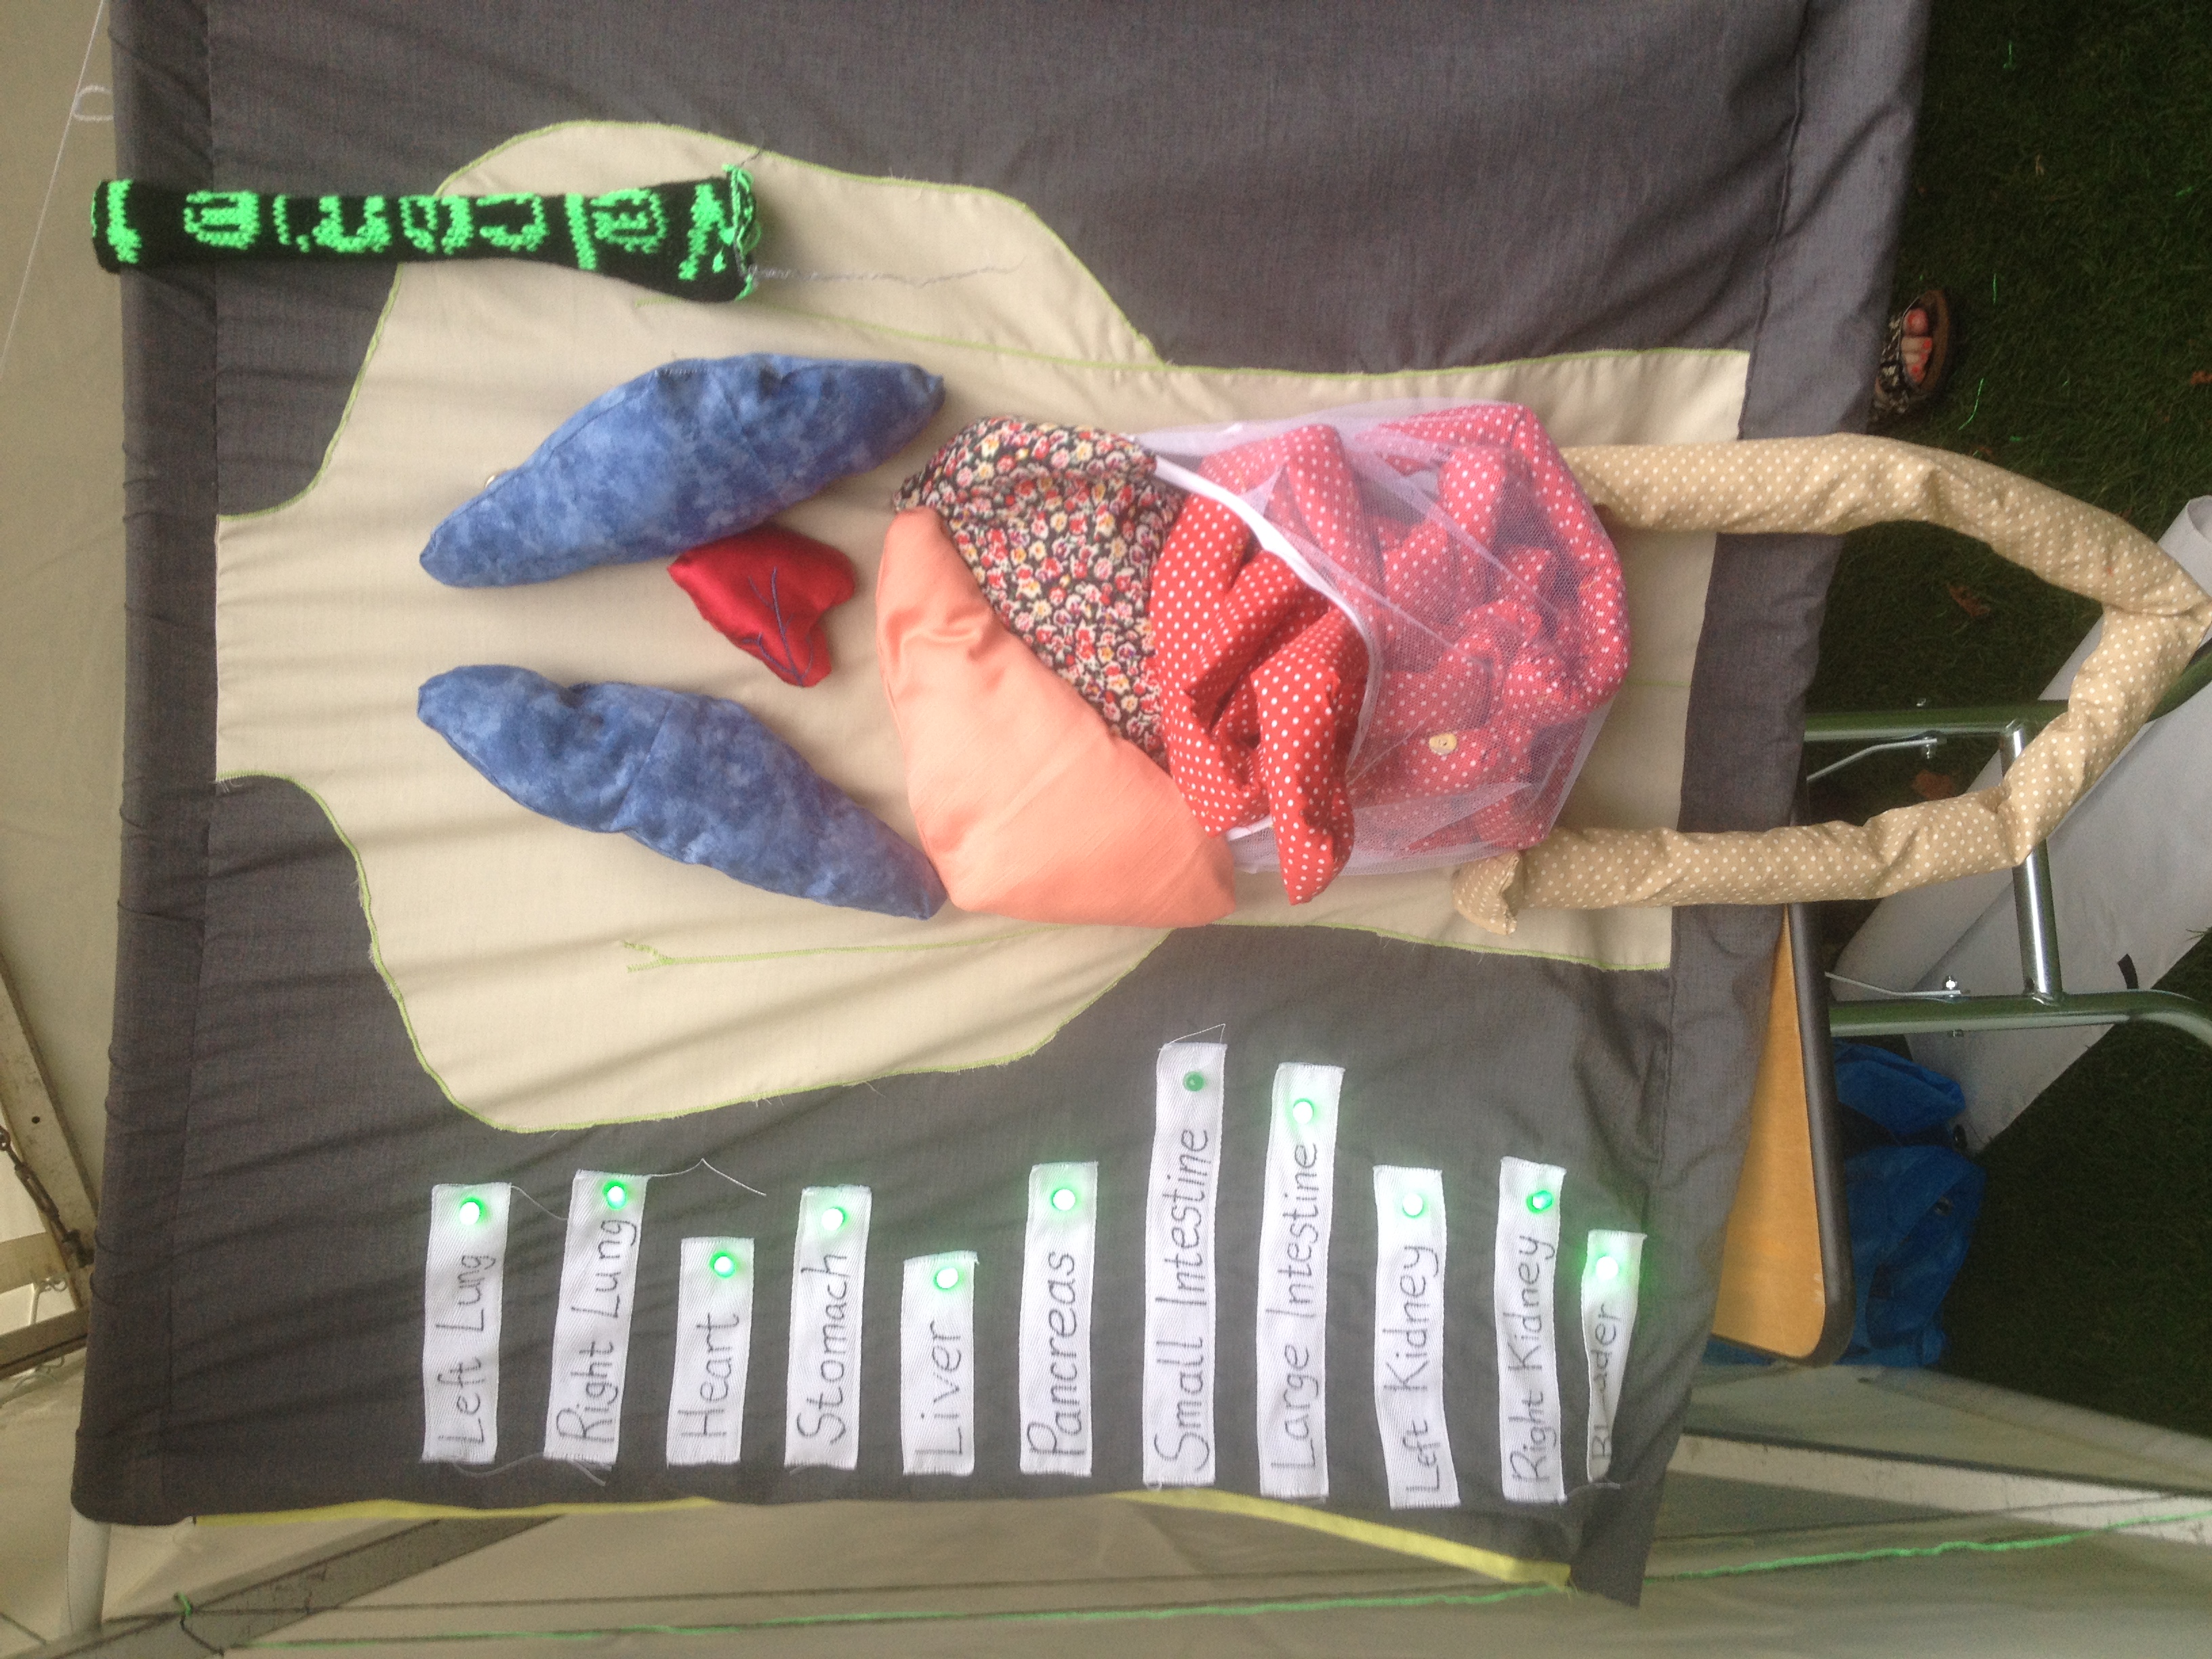 Left Lung
Right Lung
Heart
Stomach
Liver
Pancreas
Small Intestine
Large Intestine
Left Kidney
Right Kidney
Welcome!